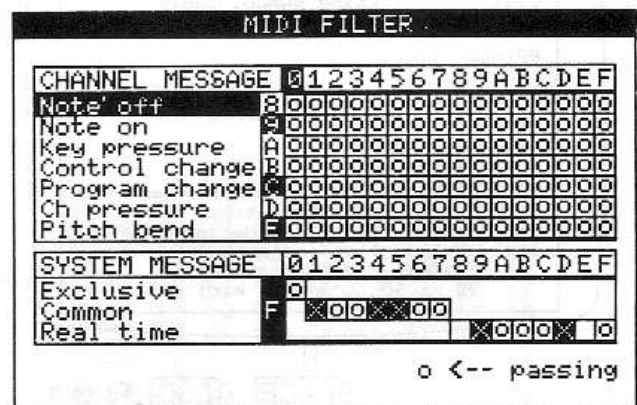 MIDI FILTER
CHANNEL MESSAGE 0123456789ABCDEF
Note off 8 oooooooooooooooo
Note on 9 oooooooooooooooo
Key pressure A oooooooooooooooo
Control change B oooooooooooooooo
Program change C oooooooooooooooo
Ch pressure D oooooooooooooooo
Pitch bend E oooooooooooooooo
SYSTEM MESSAGE 0123456789ABCDEF
Exclusive o
Common F XooXXoo
Real time XoooX o
o <-- passing